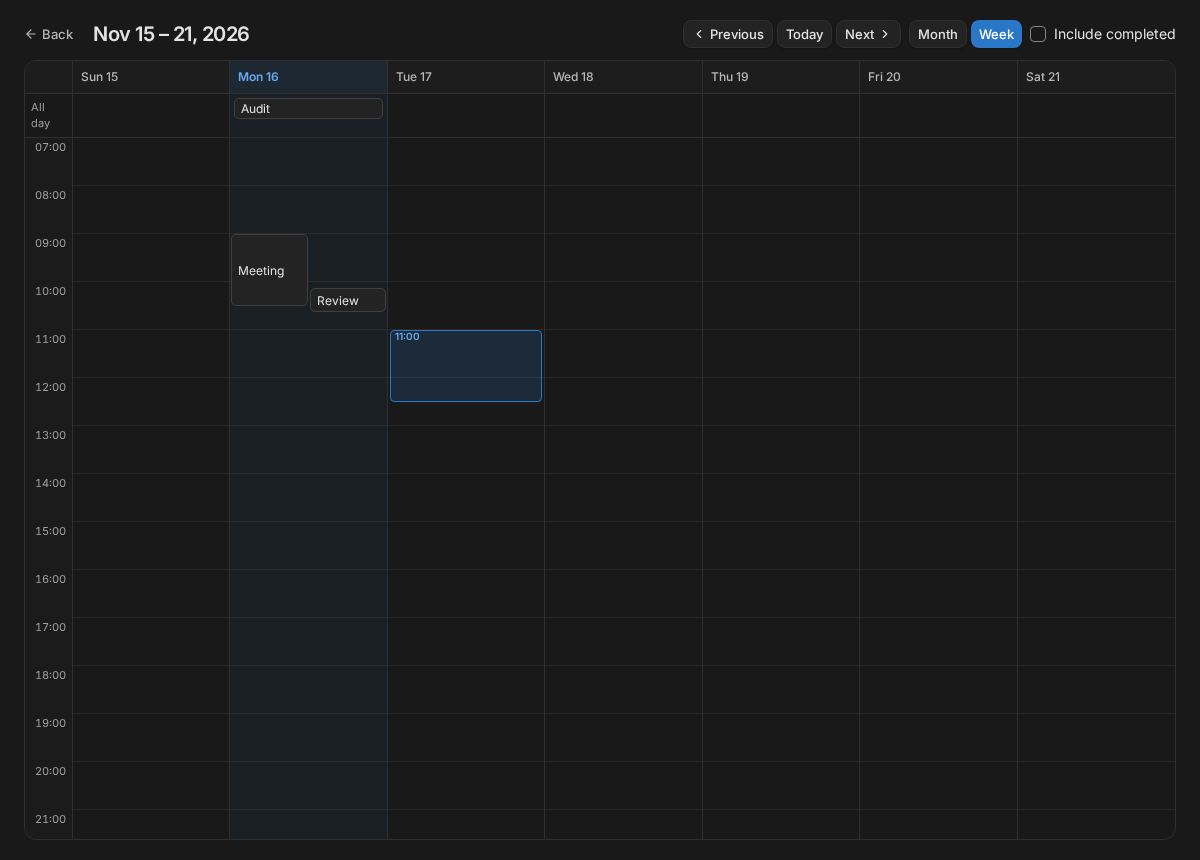 Back
Nov 15 – 21, 2026
Previous
Today
Next
Month
Week
Include completed
Sun 15
Mon 16
Tue 17
Wed 18
Thu 19
Fri 20
Sat 21
All
day
Audit
07:00
08:00
09:00
Meeting
10:00
Review
11:00
11:00
12:00
13:00
14:00
15:00
16:00
17:00
18:00
19:00
20:00
21:00